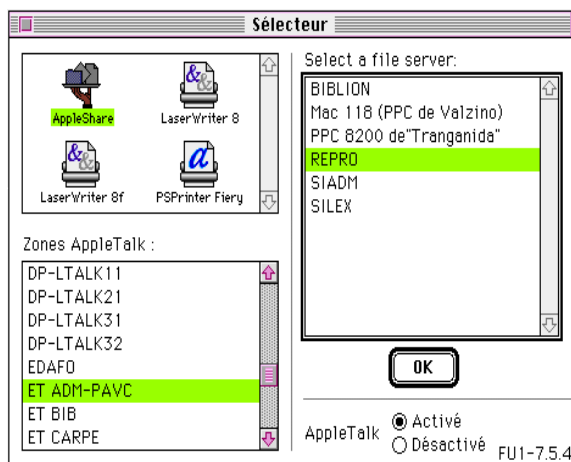 Sélecteur
AppleShare
LaserWriter 8
LaserWriter 8f
PSPrinter Fiery
Zones AppleTalk :
DP-LTALK11
DP-LTALK21
DP-LTALK31
DP-LTALK32
EDAFO
ET ADM-PAVC
ET BIB
ET CARPE
Select a file server:
BIBLION
Mac 118 (PPC de Valzino)
PPC 8200 de"Tranganida"
REPRO
SIADM
SILEX
OK
AppleTalk
Activé
Désactivé
FU1-7.5.4